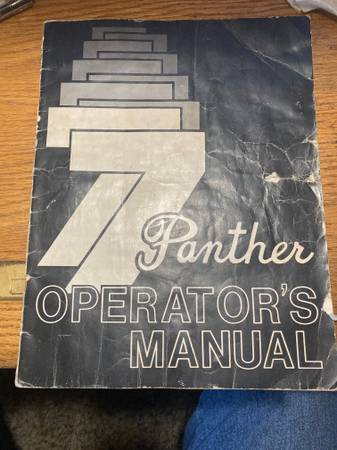 7
Panther
OPERATOR'S
MANUAL